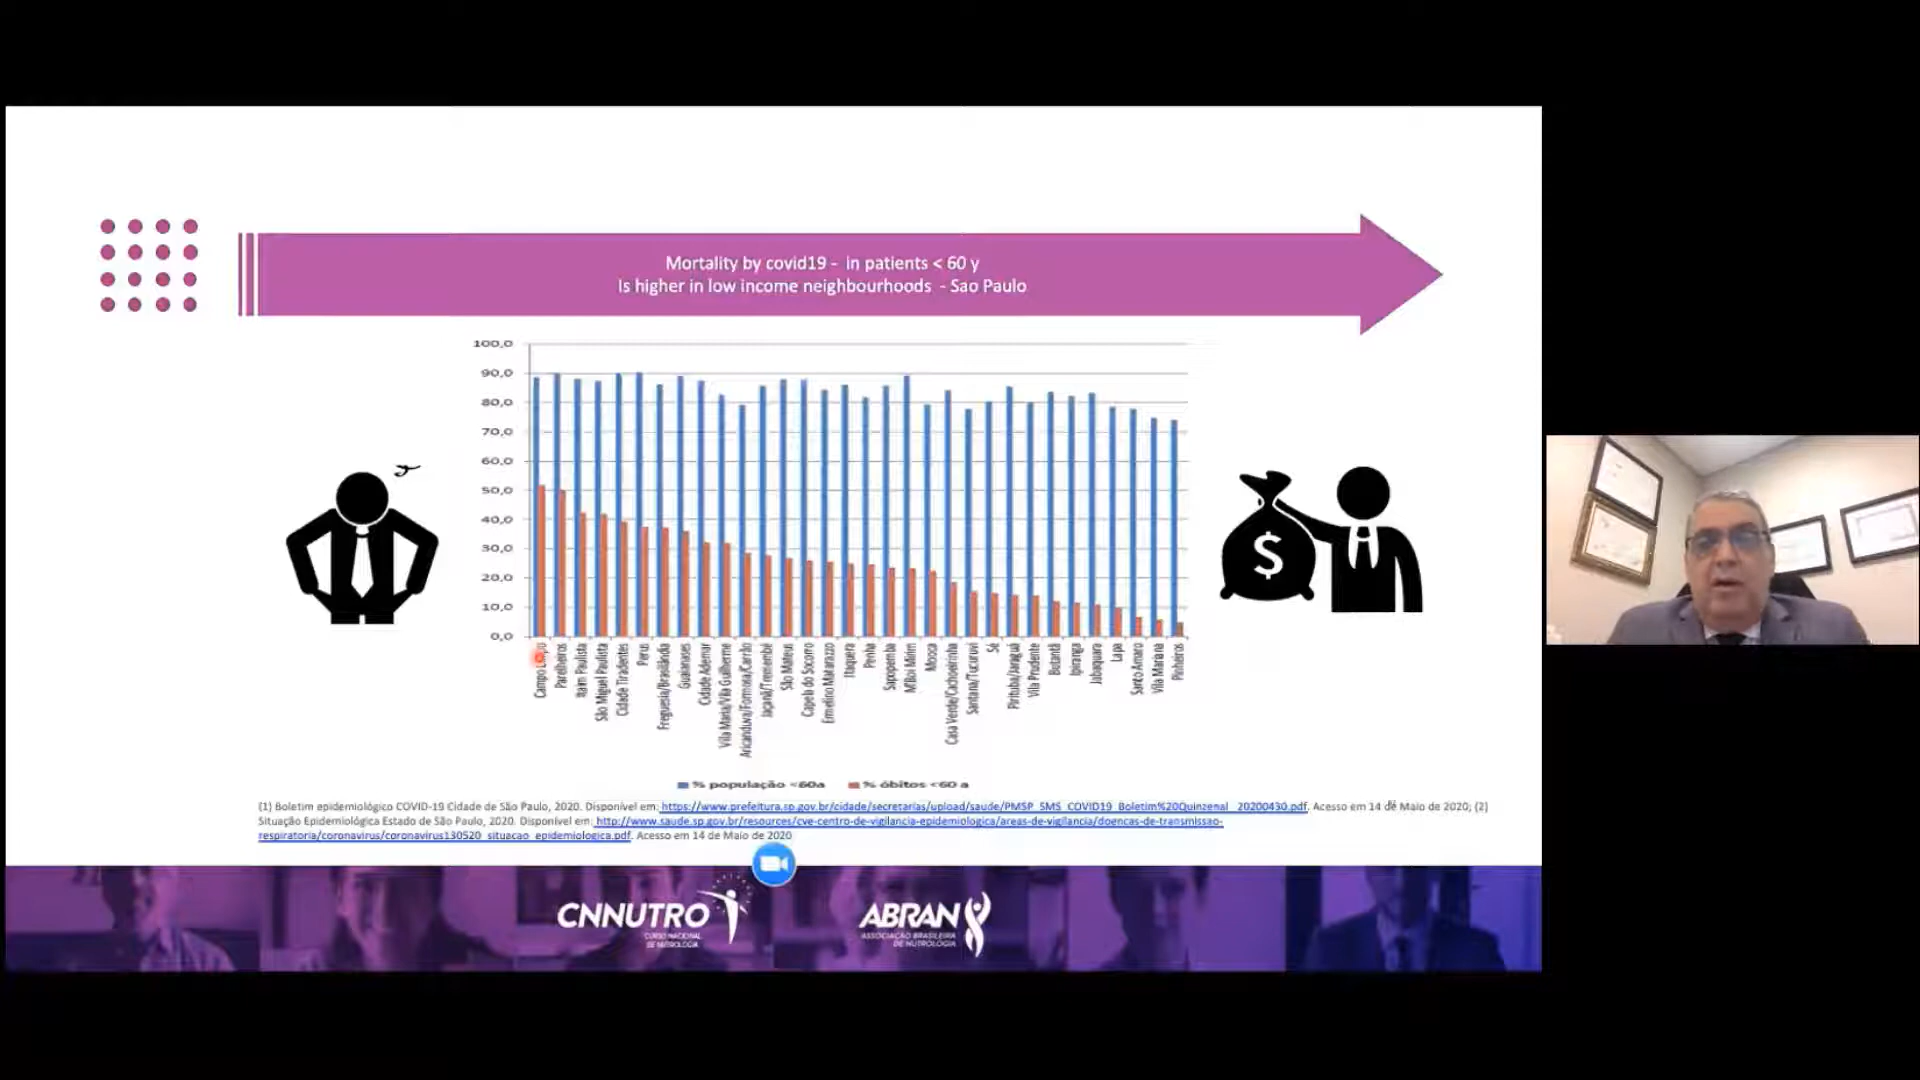 Mortality by covid19 - in patients < 60 y
Is higher in low income neighbourhoods - Sao Paulo
100,0
90,0
80,0
70,0
60,0
50,0
40,0
30,0
20,0
10,0
0,0
Campo
Parelheiros
Itaim Paulista
São Miguel Paulista
Cidade Tiradentes
Perus
Freguesia/Brasilândia
Guaianases
Cidade Ademar
Vila Maria/Vila Guilherme
Aricanduva/Formosa/Carrão
Jaçanã/Tremembé
São Mateus
Capela do Socorro
Ermelino Matarazzo
Itaquera
Penha
Sapopemba
M'Boi Mirim
Mooca
Casa Verde/Cachoeirinha
Santana/Tucuruvi
Sé
Pirituba/Jaraguá
Vila Prudente
Butantã
Ipiranga
Jabaquara
Lapa
Santo Amaro
Vila Mariana
Pinheiros
% população <60a
% óbitos <60 a
(1) Boletim epidemiológico COVID-19 Cidade de São Paulo, 2020. Disponível em: https://www.prefeitura.sp.gov.br/cidade/secretarias/upload/saude/PMSP_SMS_COVID19_Boletim%20Quinzenal_20200430.pdf. Acesso em 14 de Maio de 2020; (2)
Situação Epidemiológica Estado de São Paulo, 2020. Disponível em: http://www.saude.sp.gov.br/resources/cve-centro-de-vigilancia-epidemiologica/areas-de-vigilancia/doencas-de-transmissao-
respiratoria/coronavirus/coronavirus130520_situacao_epidemiologica.pdf. Acesso em 14 de Maio de 2020
$
CNNUTRO
CURSO NACIONAL
DE NUTROLOGIA
ABRAN
ASSOCIAÇÃO BRASILEIRA
DE NUTROLOGIA